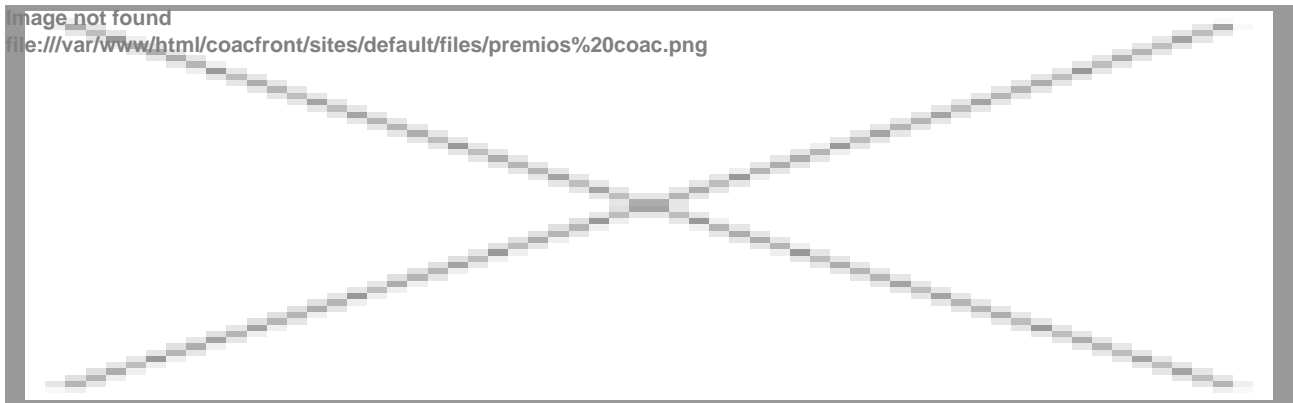 Image not found
file:///var/www/html/coacfront/sites/default/files/premios%20coac.png